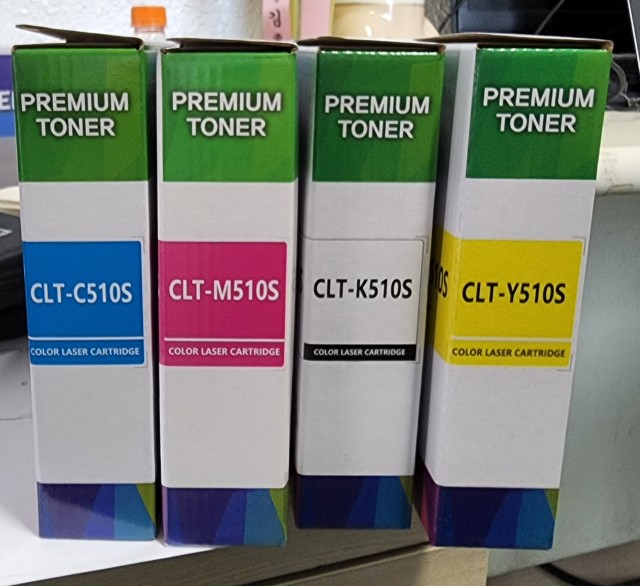 PREMIUM
TONER
CLT-C510S
COLOR LASER CARTRIDGE
PREMIUM
TONER
CLT-M510S
COLOR LASER CARTRIDGE
PREMIUM
TONER
CLT-K510S
COLOR LASER CARTRIDGE
PREMIUM
TONER
CLT-Y510S
COLOR LASER CARTRIDGE